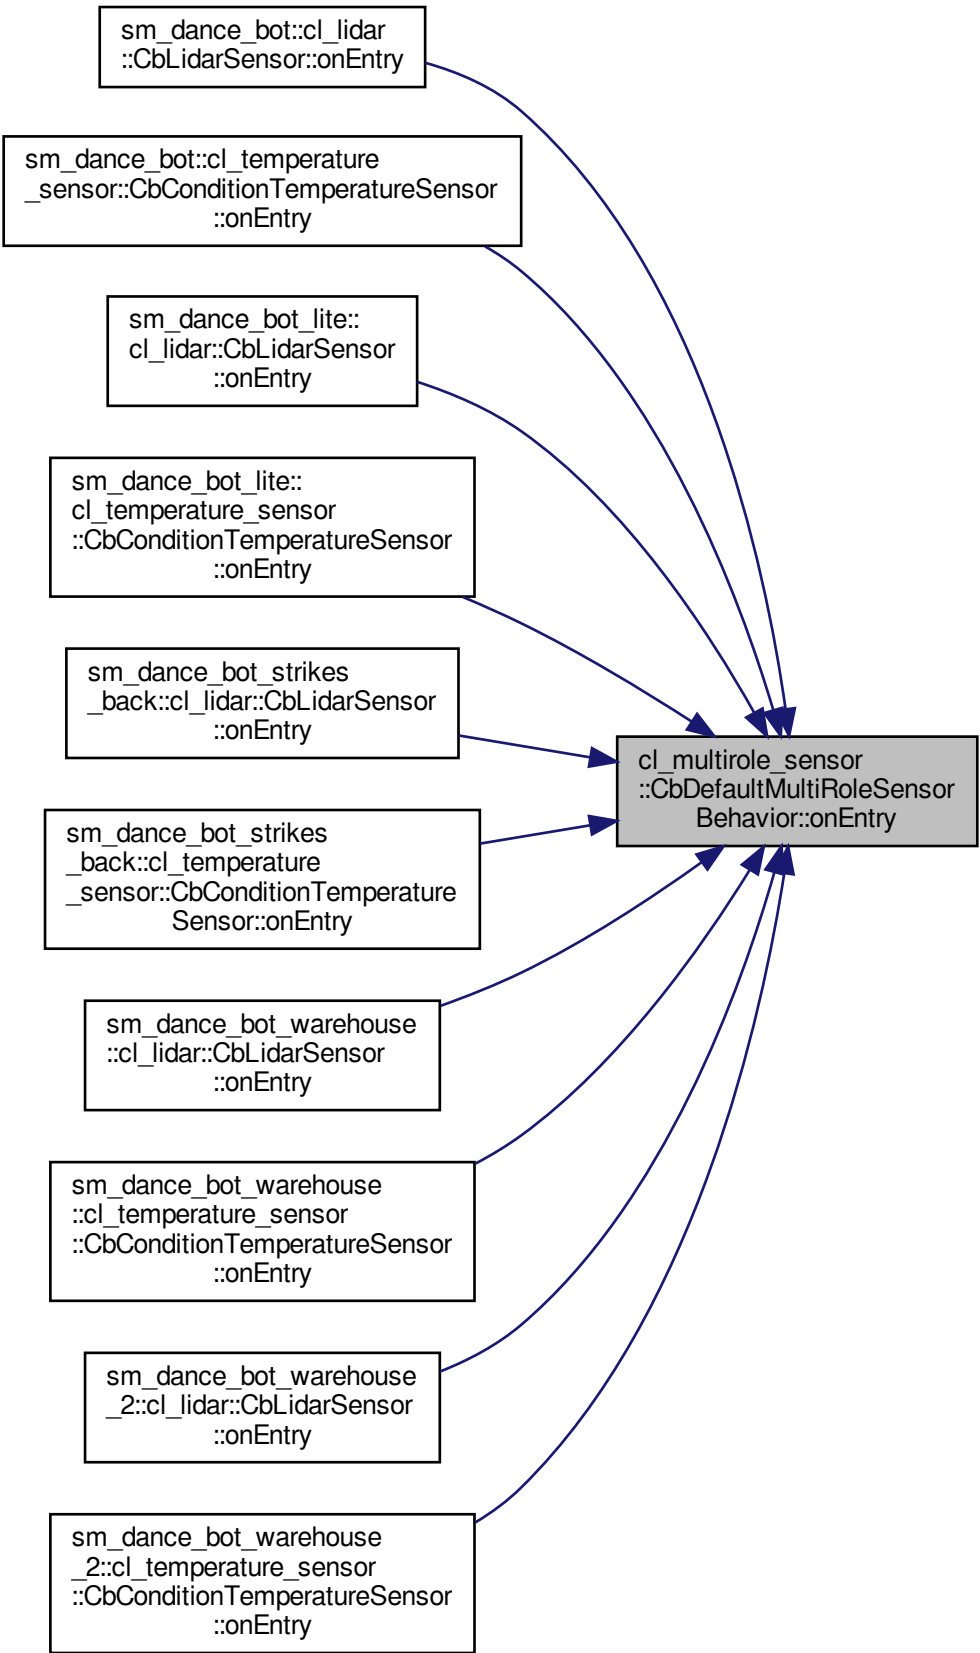 sm_dance_bot::cl_lidar
::CbLidarSensor::onEntry
sm_dance_bot::cl_temperature
_sensor::CbConditionTemperatureSensor
::onEntry
sm_dance_bot_lite::
cl_lidar::CbLidarSensor
::onEntry
sm_dance_bot_lite::
cl_temperature_sensor
::CbConditionTemperatureSensor
::onEntry
sm_dance_bot_strikes
_back::cl_lidar::CbLidarSensor
::onEntry
cl_multirole_sensor
::CbDefaultMultiRoleSensor
Behavior::onEntry
sm_dance_bot_strikes
_back::cl_temperature
_sensor::CbConditionTemperature
Sensor::onEntry
sm_dance_bot_warehouse
::cl_lidar::CbLidarSensor
::onEntry
sm_dance_bot_warehouse
::cl_temperature_sensor
::CbConditionTemperatureSensor
::onEntry
sm_dance_bot_warehouse
_2::cl_lidar::CbLidarSensor
::onEntry
sm_dance_bot_warehouse
_2::cl_temperature_sensor
::CbConditionTemperatureSensor
::onEntry